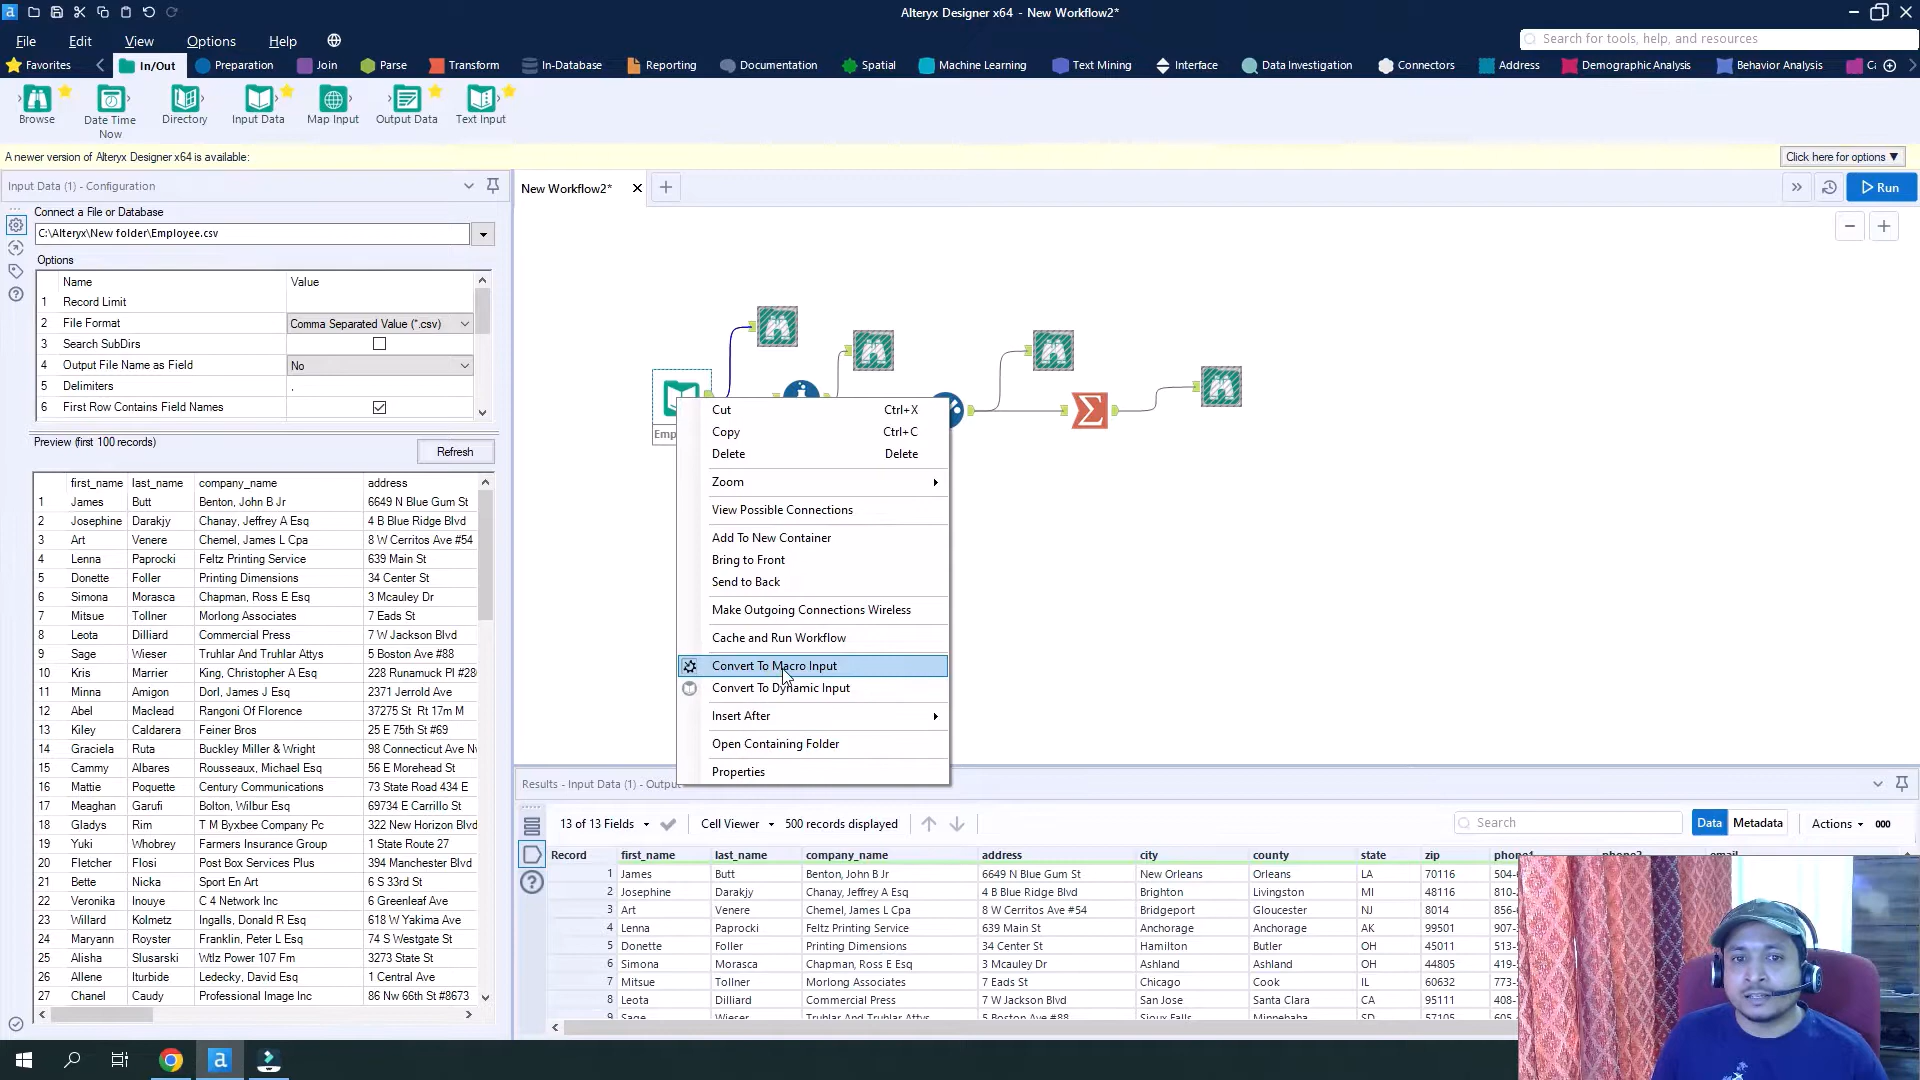 Alteryx Designer x64 - New Workflow2*
File Edit View Options Help
Search for tools, help, and resources
Favorites In/Out Preparation Join Parse Transform In-Database Reporting Documentation Spatial Machine Learning Text Mining Interface Data Investigation Connectors Address Demographic Analysis Behavior Analysis
Browse Date Time Now Directory Input Data Map Input Output Data Text Input
A newer version of Alteryx Designer x64 is available:
Click here for options ▼
Input Data (1) - Configuration
New Workflow2*
Run
Connect a File or Database
C:\Alteryx\New folder\Employee.csv
Options
Name Value
1 Record Limit
2 File Format Comma Separated Value (*.csv)
3 Search SubDirs
4 Output File Name as Field No
5 Delimiters ,
6 First Row Contains Field Names
Preview (first 100 records)
Refresh
first_name last_name company_name address
1 James Butt Benton, John B Jr 6649 N Blue Gum St
2 Josephine Darakjy Chanay, Jeffrey A Esq 4 B Blue Ridge Blvd
3 Art Venere Chemel, James L Cpa 8 W Cerritos Ave #54
4 Lenna Paprocki Feltz Printing Service 639 Main St
5 Donette Foller Printing Dimensions 34 Center St
6 Simona Morasca Chapman, Ross E Esq 3 Mcauley Dr
7 Mitsue Tollner Morlong Associates 7 Eads St
8 Leota Dilliard Commercial Press 7 W Jackson Blvd
9 Sage Wieser Truhlar And Truhlar Attys 5 Boston Ave #88
10 Kris Marrier King, Christopher A Esq 228 Runamuck Pl #28
11 Minna Amigon Dorl, James J Esq 2371 Jerrold Ave
12 Abel Maclead Rangoni Of Florence 37275 St Rt 17m M
13 Kiley Caldarera Feiner Bros 25 E 75th St #69
14 Graciela Ruta Buckley Miller & Wright 98 Connecticut Ave
15 Cammy Albares Rousseaux, Michael Esq 56 E Morehead St
16 Mattie Poquette Century Communications 73 State Road 434 E
17 Meaghan Garufi Bolton, Wilbur Esq 69734 E Carrillo St
18 Gladys Rim T M Byxbee Company Pc 322 New Horizon Blvd
19 Yuki Whobrey Farmers Insurance Group 1 State Route 27
20 Fletcher Flosi Post Box Services Plus 394 Manchester Blvd
21 Bette Nicka Sport En Art 6 S 33rd St
22 Veronika Inouye C 4 Network Inc 6 Greenleaf Ave
23 Willard Kolmetz Ingalls, Donald R Esq 618 W Yakima Ave
24 Maryann Royster Franklin, Peter L Esq 74 S Westgate St
25 Alisha Slusarski Wtlz Power 107 Fm 3273 State St
26 Allene Iturbide Ledecky, David Esq 1 Central Ave
27 Chanel Caudy Professional Image Inc 86 Nw 66th St #8673
Emp
Cut Ctrl+X
Copy Ctrl+C
Delete Delete
Zoom
View Possible Connections
Add To New Container
Bring to Front
Send to Back
Make Outgoing Connections Wireless
Cache and Run Workflow
Convert To Macro Input
Convert To Dynamic Input
Insert After
Open Containing Folder
Properties
Results - Input Data (1) - Output
13 of 13 Fields Cell Viewer 500 records displayed Search Data Metadata Actions 000
Record first_name last_name company_name address city county state zip phone1
1 James Butt Benton, John B Jr 6649 N Blue Gum St New Orleans Orleans LA 70116 504-
2 Josephine Darakjy Chanay, Jeffrey A Esq 4 B Blue Ridge Blvd Brighton Livingston MI 48116 810-
3 Art Venere Chemel, James L Cpa 8 W Cerritos Ave #54 Bridgeport Gloucester NJ 8014 856-
4 Lenna Paprocki Feltz Printing Service 639 Main St Anchorage Anchorage AK 99501 907-
5 Donette Foller Printing Dimensions 34 Center St Hamilton Butler OH 45011 513-
6 Simona Morasca Chapman, Ross E Esq 3 Mcauley Dr Ashland Ashland OH 44805 419-
7 Mitsue Tollner Morlong Associates 7 Eads St Chicago Cook IL 60632 773-
8 Leota Dilliard Commercial Press 7 W Jackson Blvd San Jose Santa Clara CA 95111 408-
9 Sage Wieser Truhlar And Truhlar Attys 5 Boston Ave #88 Sioux Falls Minnehaha SD 57105 605-